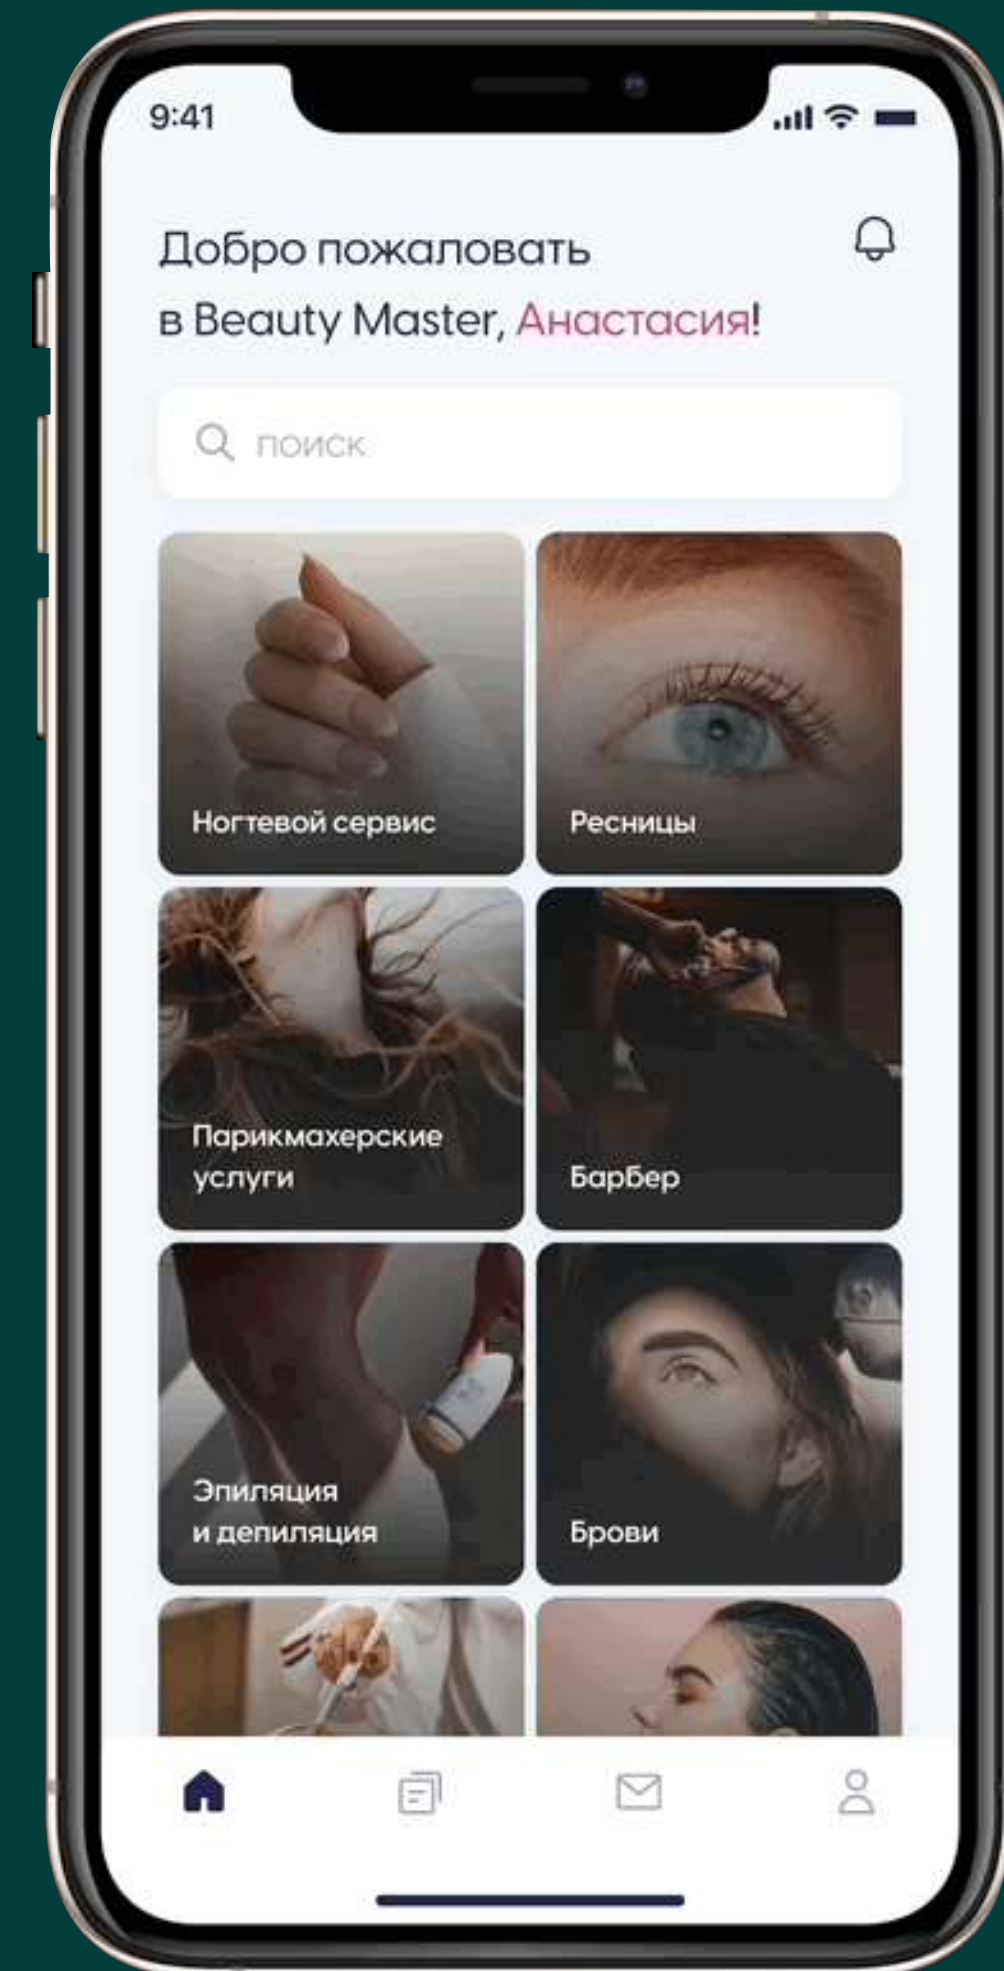 9:41
Добро пожаловать
в Beauty Master, Анастасия!
поиск
Ногтевой сервис
Ресницы
Парикмахерские
услуги
Барбер
Эпиляция
и депиляция
Брови